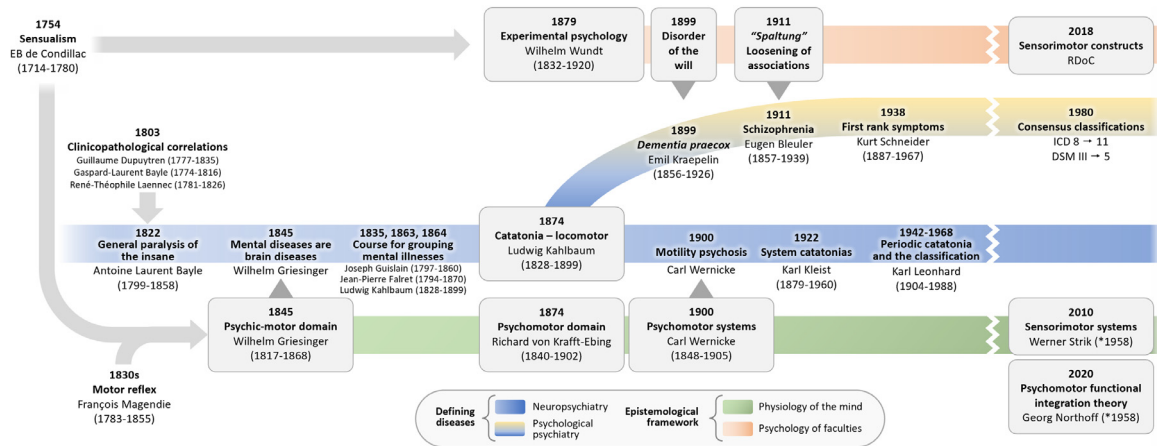 1754
Sensualism
EB de Condillac
(1714-1780)
1879
Experimental psychology
Wilhelm Wundt
(1832-1920)
1899
Disorder
of the
will
1911
"Spaltung"
Loosening of
associations
2018
Sensorimotor constructs
RDoC
1803
Clinicopathological correlations
Guillaume Dupuytren (1777-1835)
Gaspard-Laurent Bayle (1774-1816)
René-Théophile Laennec (1781-1826)
1899
Dementia praecox
Emil Kraepelin
(1856-1926)
1911
Schizophrenia
Eugen Bleuler
(1857-1939)
1938
First rank symptoms
Kurt Schneider
(1887-1967)
1980
Consensus classifications
ICD 8 → 11
DSM III → 5
1822
General paralysis of
the insane
Antoine Laurent Bayle
(1799-1858)
1845
Mental diseases are
brain diseases
Wilhelm Griesinger
1835, 1863, 1864
Course for grouping
mental illnesses
Joseph Guislain (1797-1860)
Jean-Pierre Falret (1794-1870)
Ludwig Kahlbaum (1828-1899)
1874
Catatonia – locomotor
Ludwig Kahlbaum
(1828-1899)
1900
Motility psychosis
Carl Wernicke
1922
System catatonias
Karl Kleist
(1879-1960)
1942-1968
Periodic catatonia
and the classification
Karl Leonhard
(1904-1988)
1845
Psychic-motor domain
Wilhelm Griesinger
(1817-1868)
1874
Psychomotor domain
Richard von Krafft-Ebing
(1840-1902)
1900
Psychomotor systems
Carl Wernicke
(1848-1905)
2010
Sensorimotor systems
Werner Strik (*1958)
1830s
Motor reflex
François Magendie
(1783-1855)
2020
Psychomotor functional
integration theory
Georg Northoff (*1958)
Defining
diseases
Neuropsychiatry
Psychological
psychiatry
Epistemological
framework
Physiology of the mind
Psychology of faculties